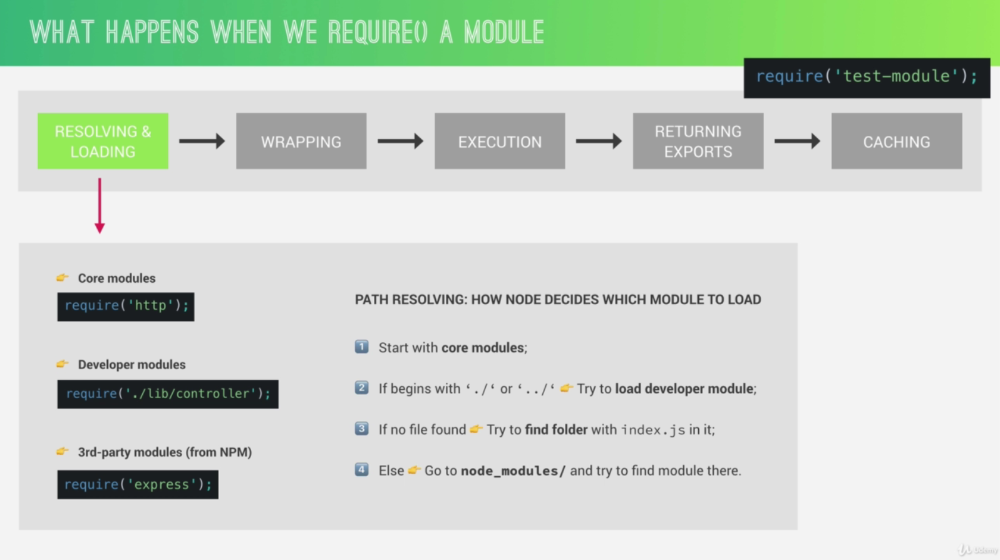 WHAT HAPPENS WHEN WE REQUIRE() A MODULE
require('test-module');
RESOLVING &
LOADING
WRAPPING
EXECUTION
RETURNING
EXPORTS
CACHING
Core modules
require('http');
Developer modules
require('./lib/controller');
3rd-party modules (from NPM)
require('express');
PATH RESOLVING: HOW NODE DECIDES WHICH MODULE TO LOAD
1 Start with core modules;
2 If begins with ‘./‘ or ‘../‘ 👉 Try to load developer module;
3 If no file found 👉 Try to find folder with index.js in it;
4 Else 👉 Go to node_modules/ and try to find module there.
Udemy